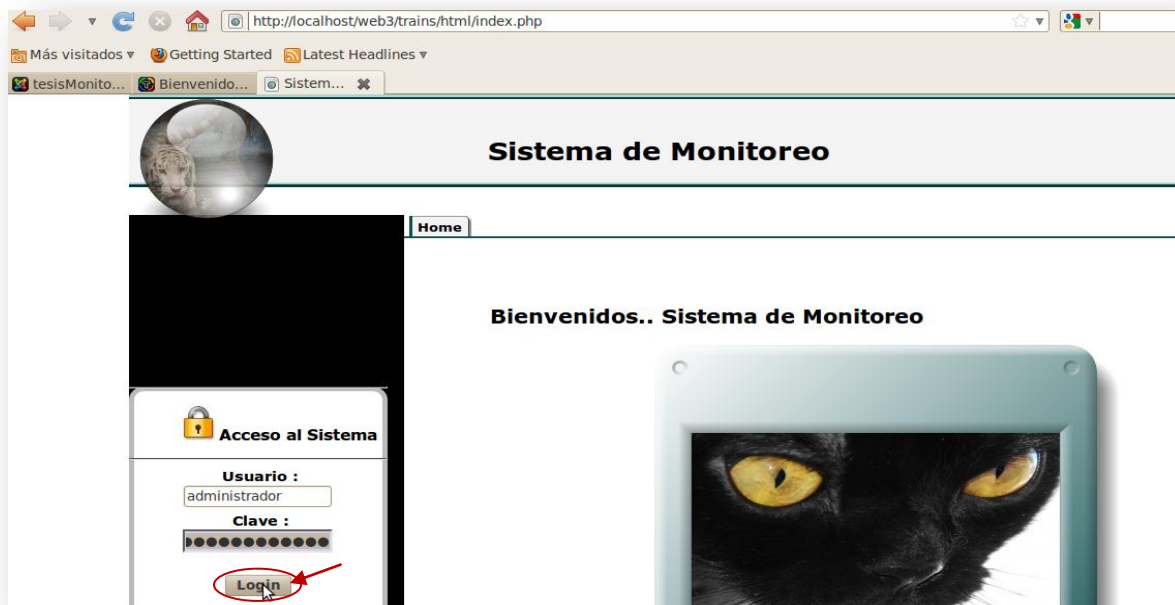 http://localhost/web3/trains/html/index.php
Más visitados Getting Started Latest Headlines
tesisMonito... Bienvenido... Sistem...
Sistema de Monitoreo
Home
Bienvenidos.. Sistema de Monitoreo
Acceso al Sistema
Usuario :
administrador
Clave :
Login